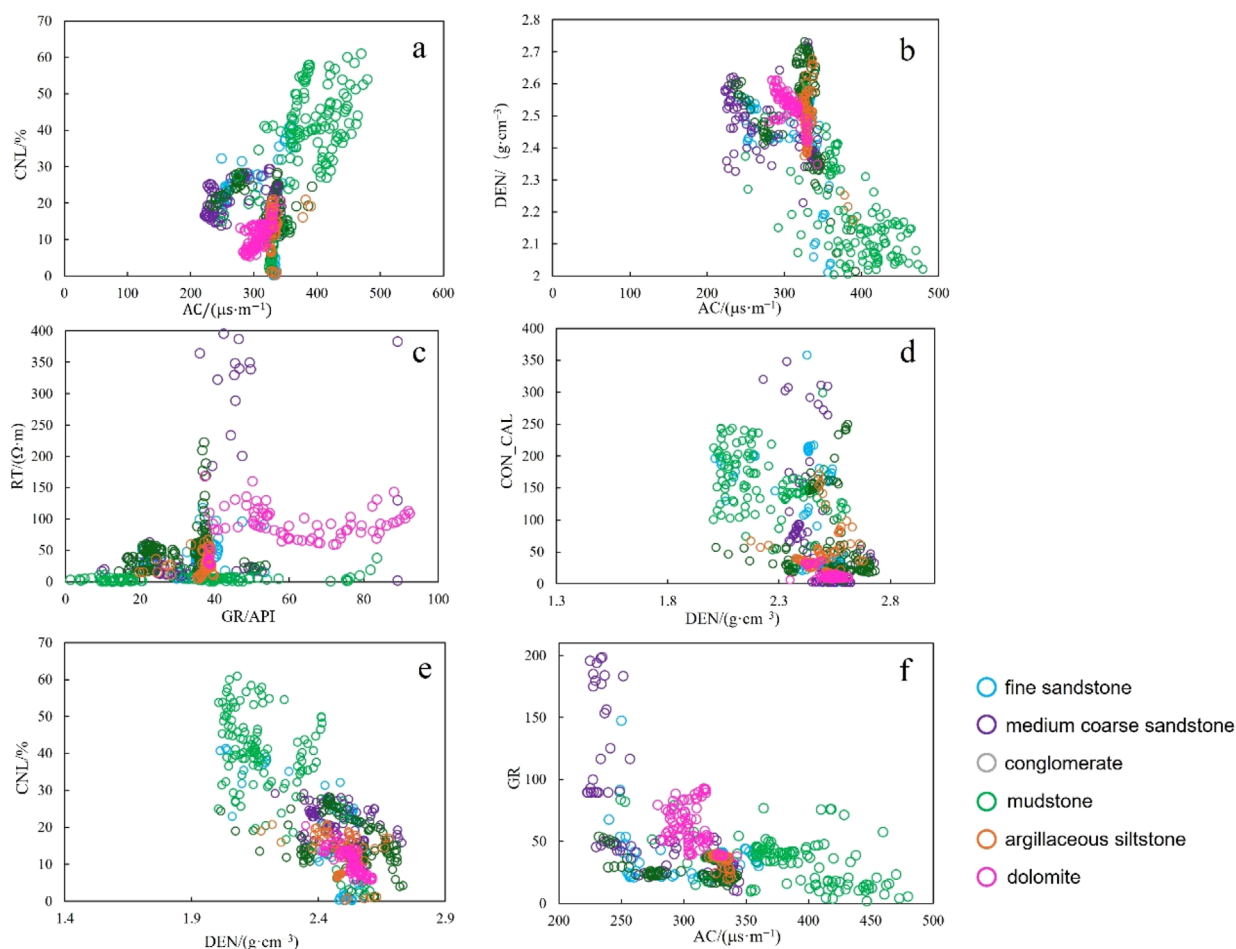 a
CNL/%
70
60
50
40
30
20
10
0
0 100 200 300 400 500 600
AC/(μs·m⁻¹)
b
DEN/ (g·cm⁻³)
2.8
2.7
2.6
2.5
2.4
2.3
2.2
2.1
2
0 100 200 300 400 500
AC/(μs·m⁻¹)
c
RT/(Ω·m)
400
350
300
250
200
150
100
50
0
0 20 40 60 80 100
GR/API
d
CON_CAL
400
350
300
250
200
150
100
50
0
1.3 1.8 2.3 2.8
DEN/(g·cm⁻³)
e
CNL/%
70
60
50
40
30
20
10
0
1.4 1.9 2.4 2.9
DEN/(g·cm⁻³)
f
GR
200
150
100
50
0
200 250 300 350 400 450 500
AC/(μs·m⁻¹)
fine sandstone
medium coarse sandstone
conglomerate
mudstone
argillaceous siltstone
dolomite